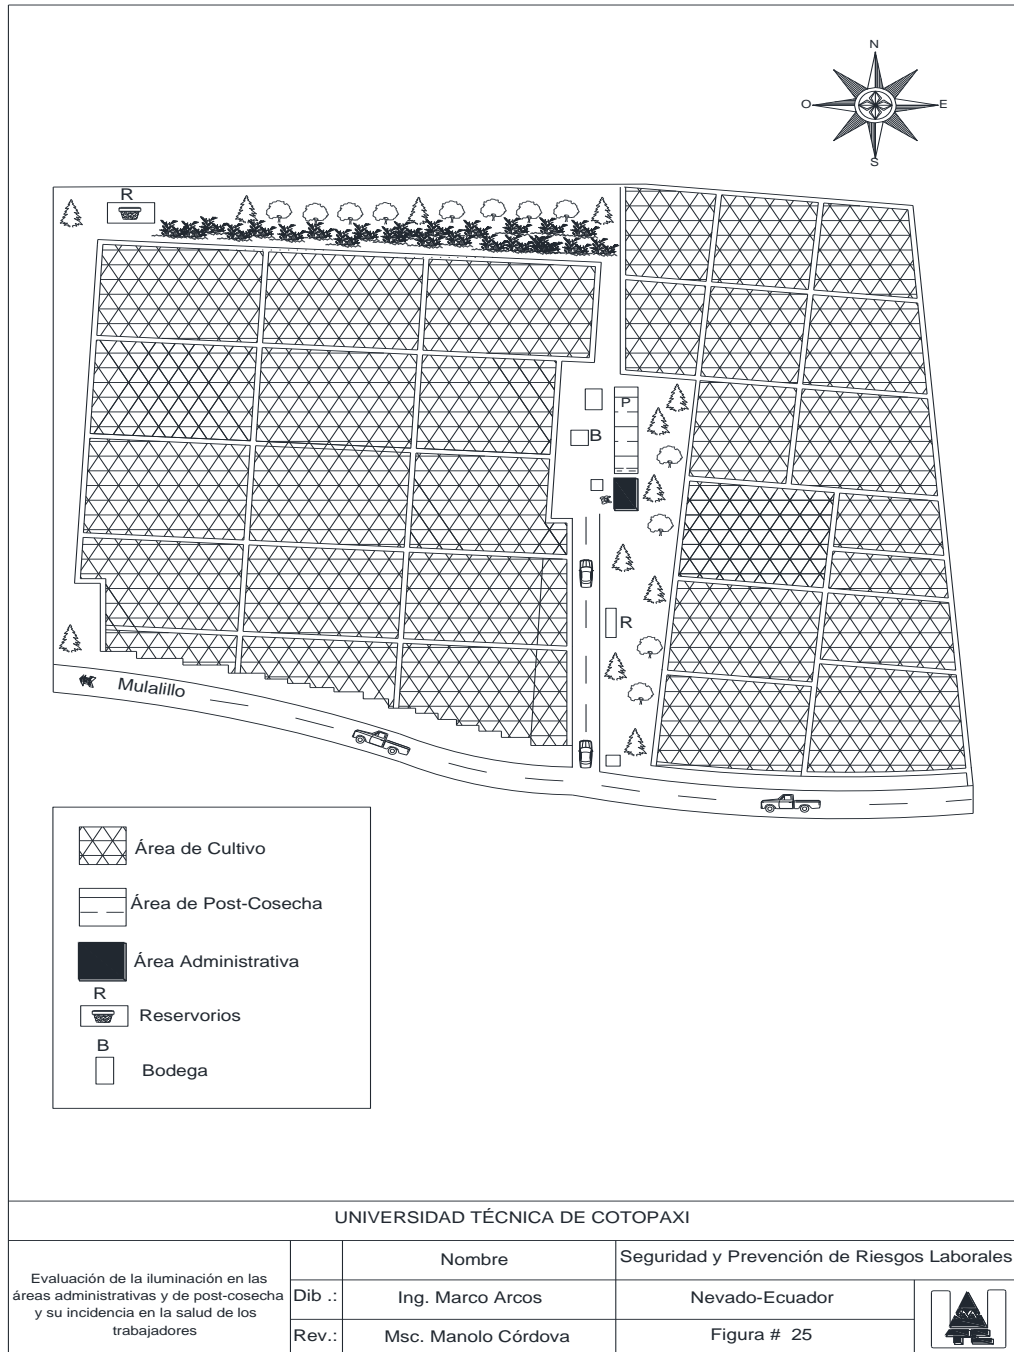 N
O
E
S
R
P
B
R
Mulalillo
Área de Cultivo
Área de Post-Cosecha
Área Administrativa
R
Reservorios
B
Bodega
UNIVERSIDAD TÉCNICA DE COTOPAXI
Evaluación de la iluminación en las
áreas administrativas y de post-cosecha
y su incidencia en la salud de los
trabajadores
Nombre
Seguridad y Prevención de Riesgos Laborales
Dib .:
Ing. Marco Arcos
Nevado-Ecuador
Rev.:
Msc. Manolo Córdova
Figura # 25